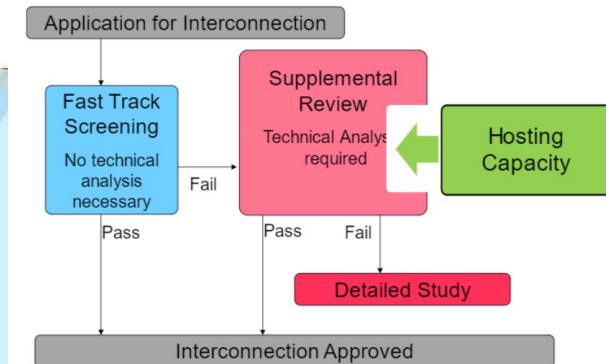 Application for Interconnection
Fast Track
Screening
No technical
analysis
necessary
Fail
Supplemental
Review
Technical Analys
required
Hosting
Capacity
Pass
Pass
Fail
Detailed Study
Interconnection Approved